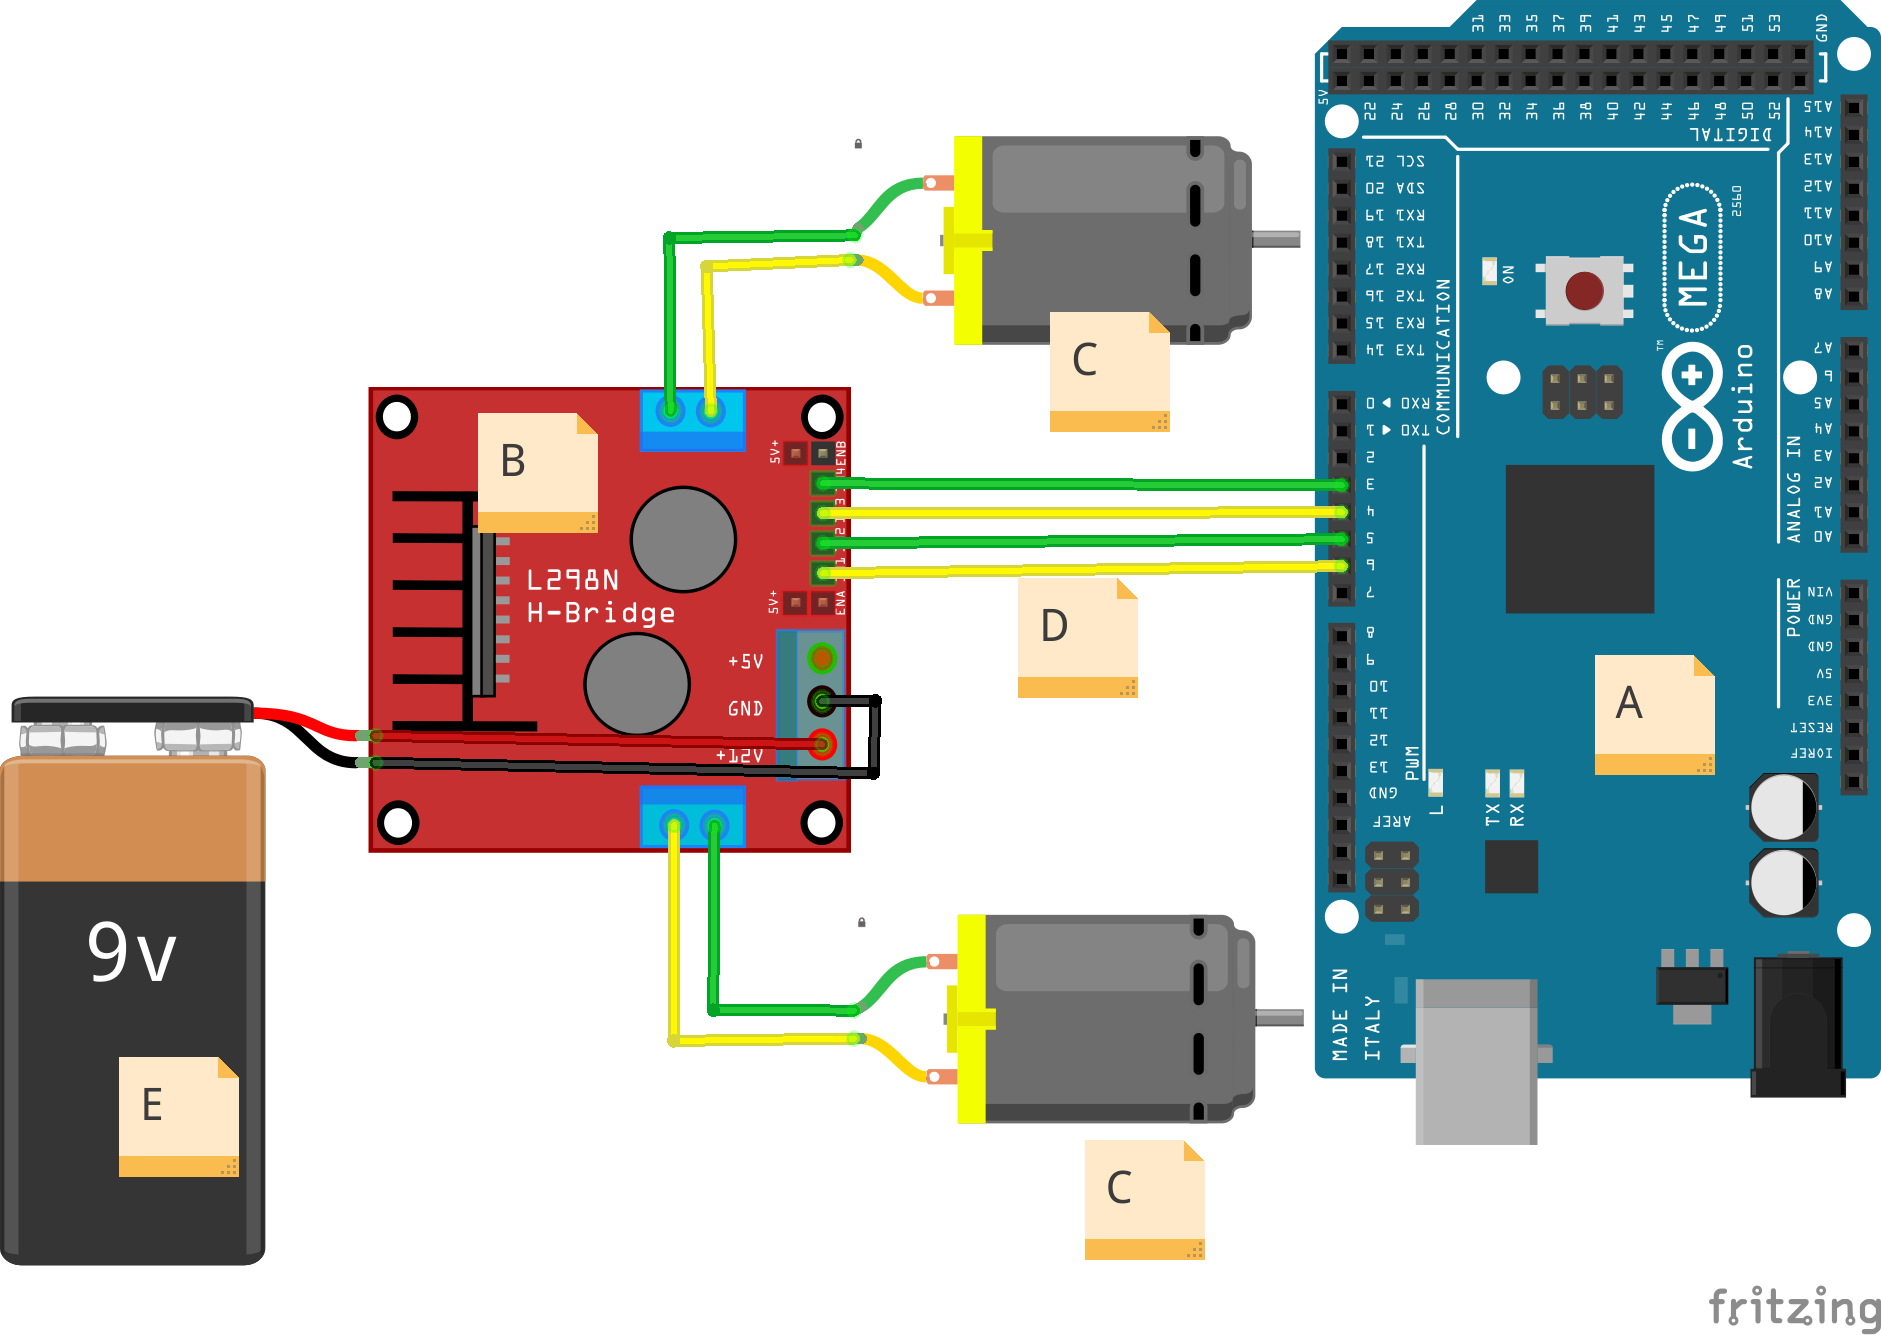 31 33 35 37 39 41 43 45 47 49 51 53 GND
5V 22 24 26 28 30 32 34 36 38 40 42 44 46 48 50 52
DIGITAL
SCL 21
SDA 20
RX1 19
TX1 18
RX2 17
TX2 16
RX3 15
TX3 14
COMMUNICATION
RX0 ◀ 0
TX0 ▶ 1
2
3
4
5
6
7
8
9
10
11
12
13
GND
AREF
PWM
L
TX
RX
ON
MEGA
2560
TM
Arduino
A15
A14
A13
A12
A11
A10
A9
A8
A7
6
A5
A4
A3
A2
A1
A0
ANALOG IN
POWER
VIN
GND
GND
5V
3V3
RESET
IOREF
MADE IN
ITALY
A
B
C
D
C
E
5V+
ENB
L298N
H-Bridge
5V+
ENA
+5V
GND
+12V
9v
fritzing